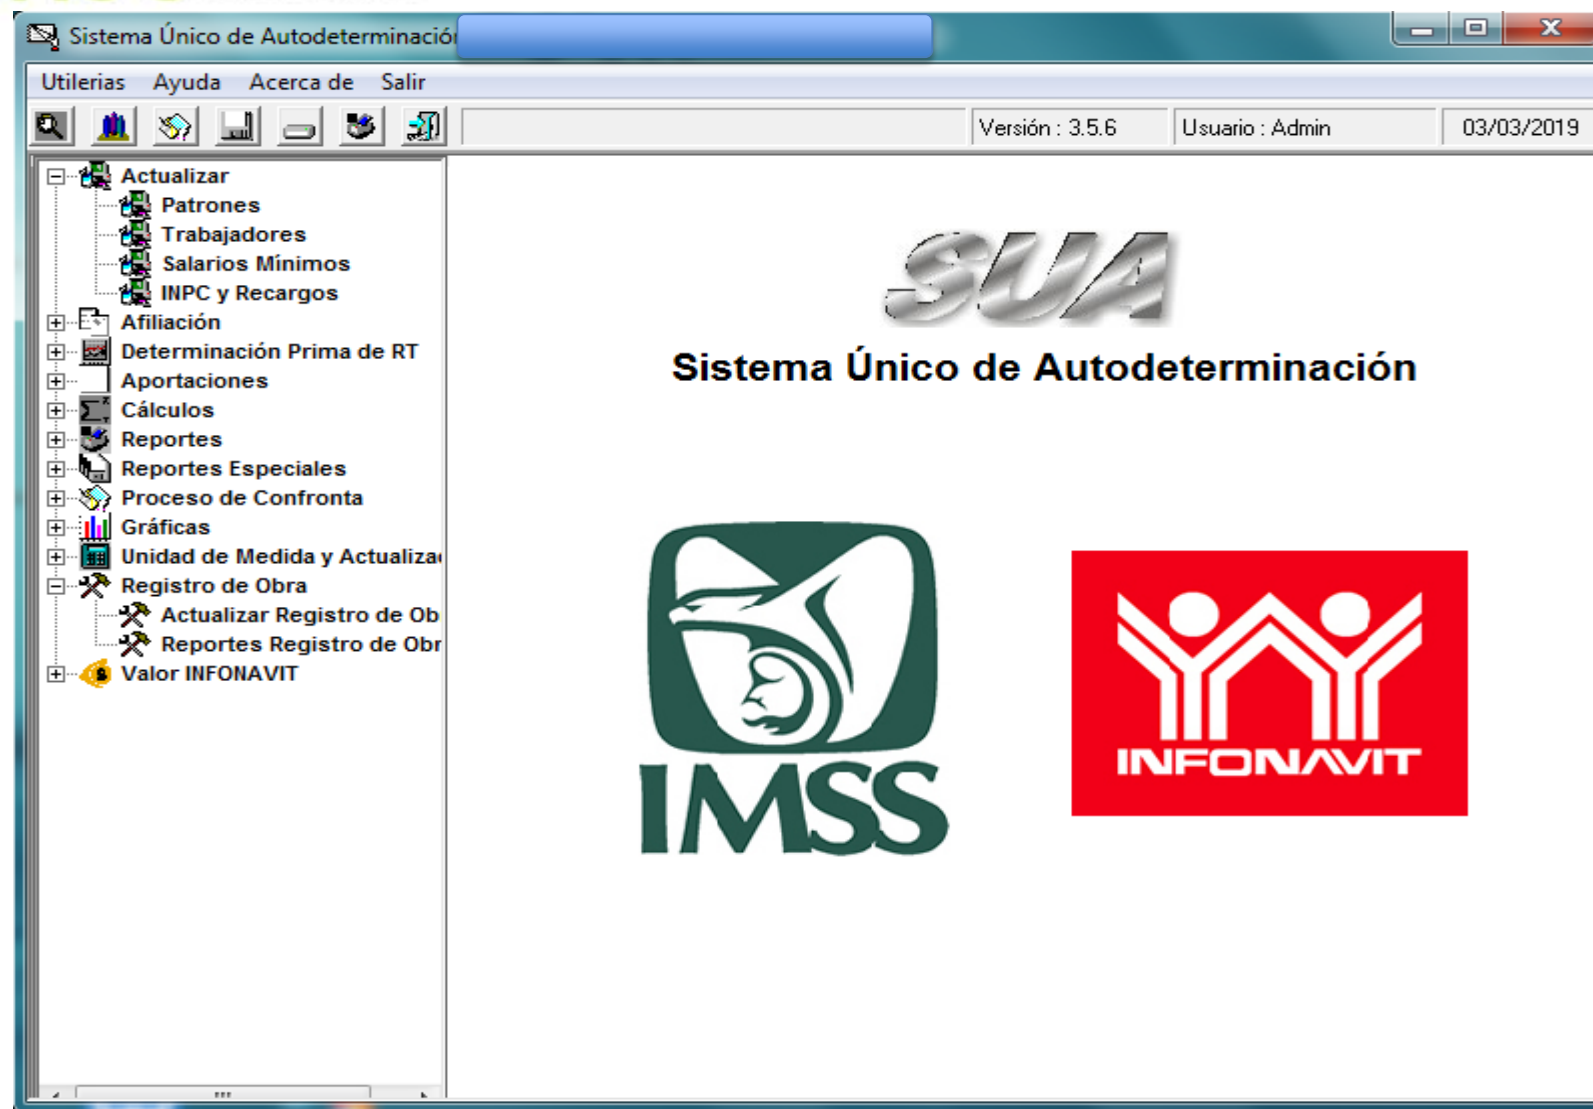 Sistema Único de Autodeterminació
Utilerias Ayuda Acerca de Salir
Versión : 3.5.6 Usuario : Admin 03/03/2019
Actualizar
Patrones
Trabajadores
Salarios Mínimos
INPC y Recargos
Afiliación
Determinación Prima de RT
Aportaciones
Cálculos
Reportes
Reportes Especiales
Proceso de Confronta
Gráficas
Unidad de Medida y Actualiza
Registro de Obra
Actualizar Registro de Ob
Reportes Registro de Obr
Valor INFONAVIT
SUA
Sistema Único de Autodeterminación
IMSS
INFONAVIT